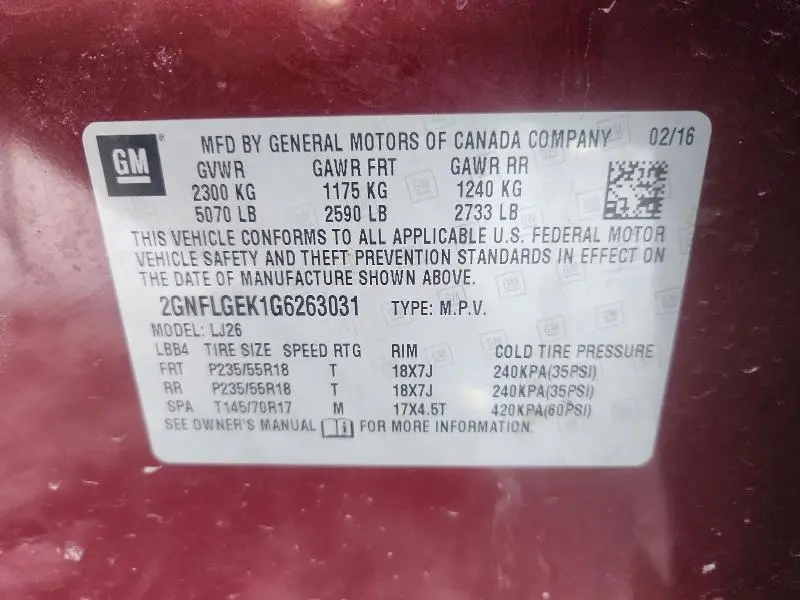 GM
MFD BY GENERAL MOTORS OF CANADA COMPANY 02/16
GVWR GAWR FRT GAWR RR
2300 KG 1175 KG 1240 KG
5070 LB 2590 LB 2733 LB
THIS VEHICLE CONFORMS TO ALL APPLICABLE U.S. FEDERAL MOTOR
VEHICLE SAFETY AND THEFT PREVENTION STANDARDS IN EFFECT ON
THE DATE OF MANUFACTURE SHOWN ABOVE.
2GNFLGEK1G6263031 TYPE: M.P.V.
MODEL: LJ26
LBB4 TIRE SIZE SPEED RTG RIM COLD TIRE PRESSURE
FRT P235/55R18 T 18X7J 240KPA(35PSI)
RR P235/55R18 T 18X7J 240KPA(35PSI)
SPA T145/70R17 M 17X4.5T 420KPA(60PSI)
SEE OWNER'S MANUAL FOR MORE INFORMATION.